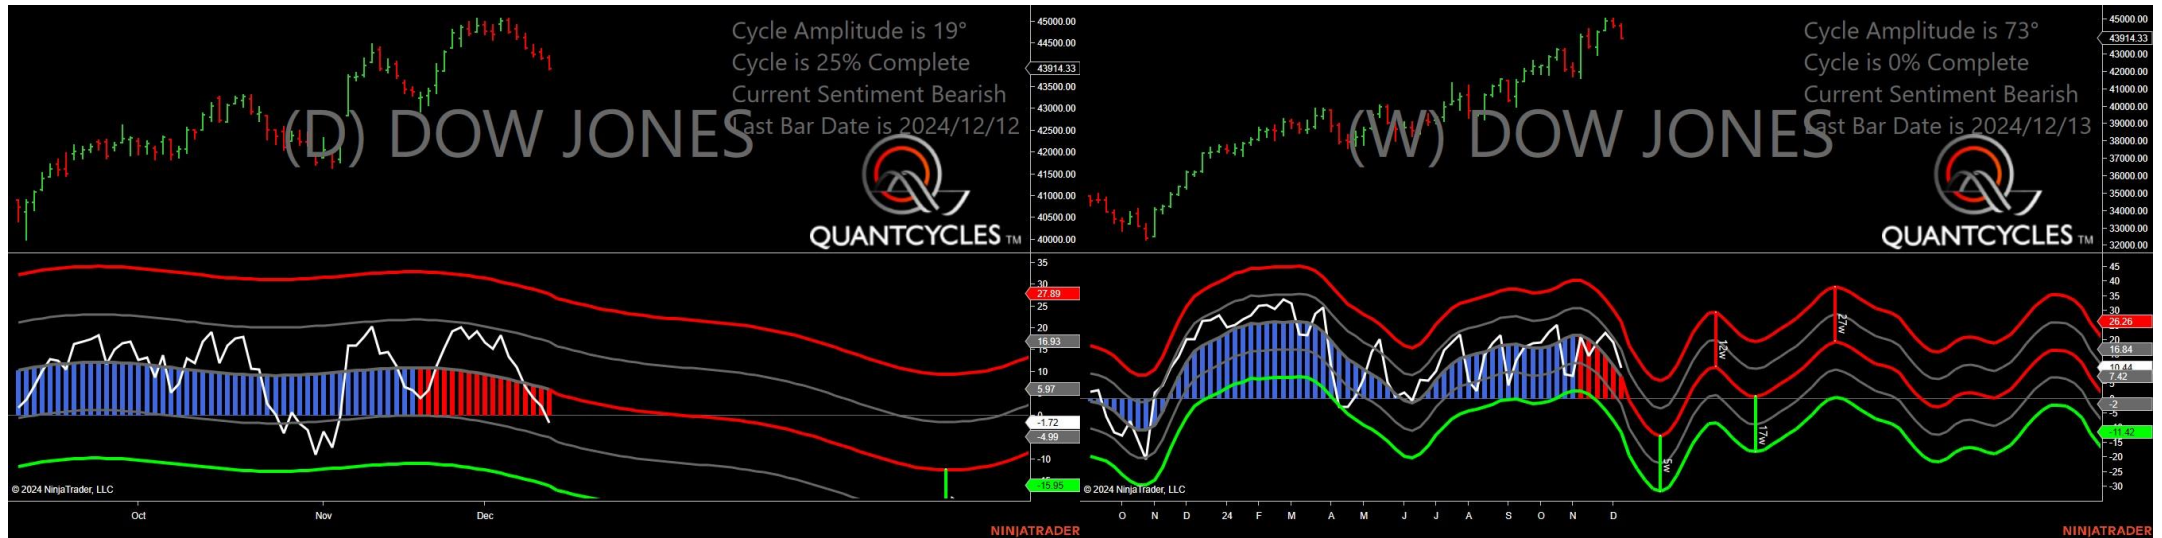 Cycle Amplitude is 19°
Cycle is 25% Complete
Current Sentiment Bearish
Last Bar Date is 2024/12/12
(D) DOW JONES
QUANTCYCLES TM
45000.00
44500.00
43914.33
43500.00
43000.00
42500.00
42000.00
41500.00
41000.00
40500.00
40000.00
35
30
27.89
25
20
16.93
15
10
5.97
0
-1.72
-4.99
-10
-15.95
© 2024 NinjaTrader, LLC
Oct Nov Dec
NINJATRADER
Cycle Amplitude is 73°
Cycle is 0% Complete
Current Sentiment Bearish
Last Bar Date is 2024/12/13
(W) DOW JONES
QUANTCYCLES TM
45000.00
43914.33
43000.00
42000.00
41000.00
40000.00
39000.00
38000.00
37000.00
36000.00
35000.00
34000.00
33000.00
32000.00
45
40
35
30
26.26
20
16.84
10.44
7.42
5
-2
-5
-11.42
-15
-20
-25
-30
5w
12w
17w
27w
© 2024 NinjaTrader, LLC
O N D 24 F M A M J J A S O N D
NINJATRADER